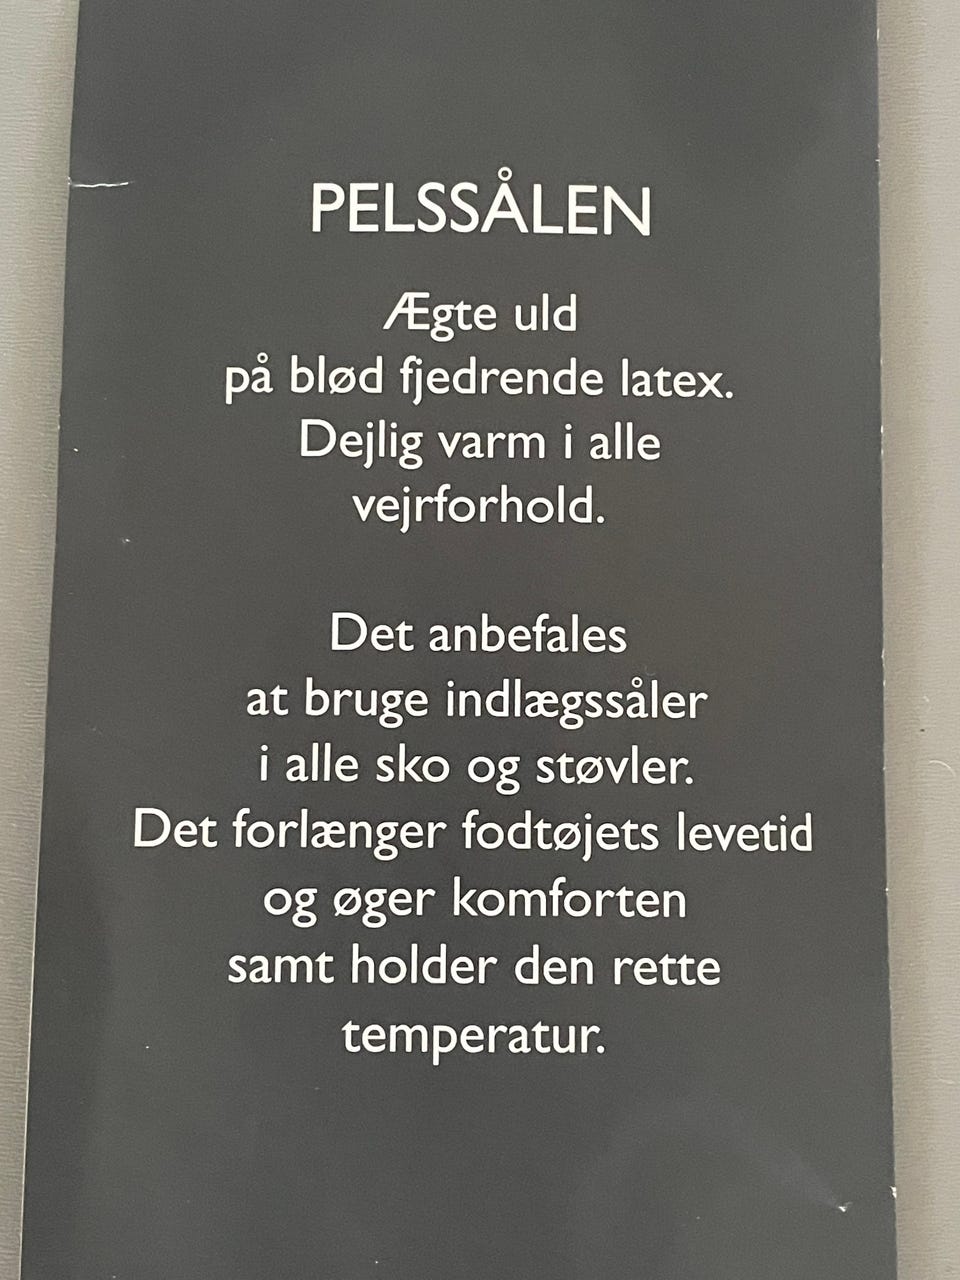 PELSSÅLEN
Ægte uld
på blød fjedrende latex.
Dejlig varm i alle
vejrforhold.
Det anbefales
at bruge indlægssåler
i alle sko og støvler.
Det forlænger fodtøjets levetid
og øger komforten
samt holder den rette
temperatur.